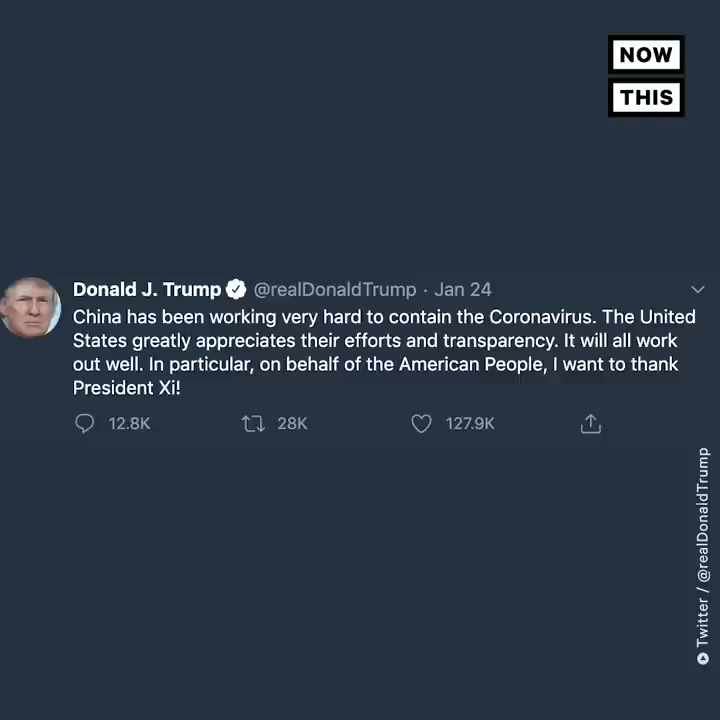 NOW
THIS
Donald J. Trump @realDonaldTrump · Jan 24
China has been working very hard to contain the Coronavirus. The United
States greatly appreciates their efforts and transparency. It will all work
out well. In particular, on behalf of the American People, I want to thank
President Xi!
12.8K 28K 127.9K
Twitter / @realDonaldTrump